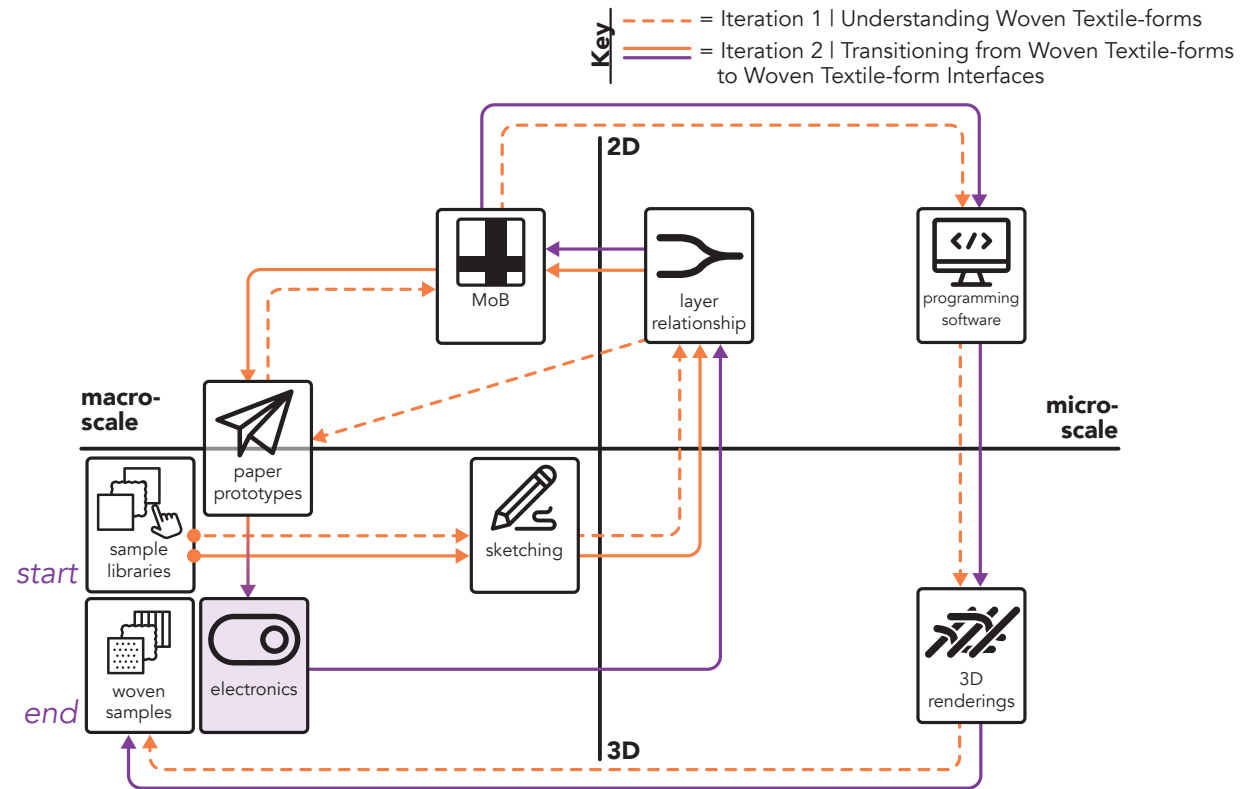 Key
= Iteration 1 | Understanding Woven Textile-forms
= Iteration 2 | Transitioning from Woven Textile-forms
to Woven Textile-form Interfaces
2D
MoB
layer
relationship
</>
programming
software
macro-
scale
micro-
scale
paper
prototypes
sample
libraries
sketching
start
woven
samples
electronics
3D
renderings
end
3D